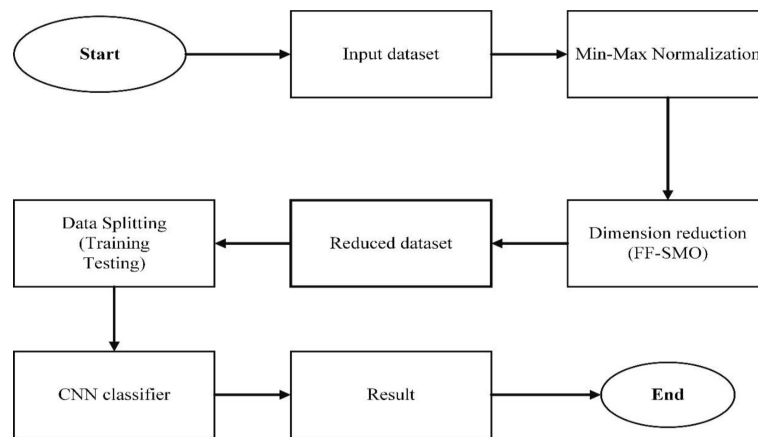 Start
Input dataset
Min-Max Normalization
Dimension reduction
(FF-SMO)
Reduced dataset
Data Splitting
(Training
Testing)
CNN classifier
Result
End